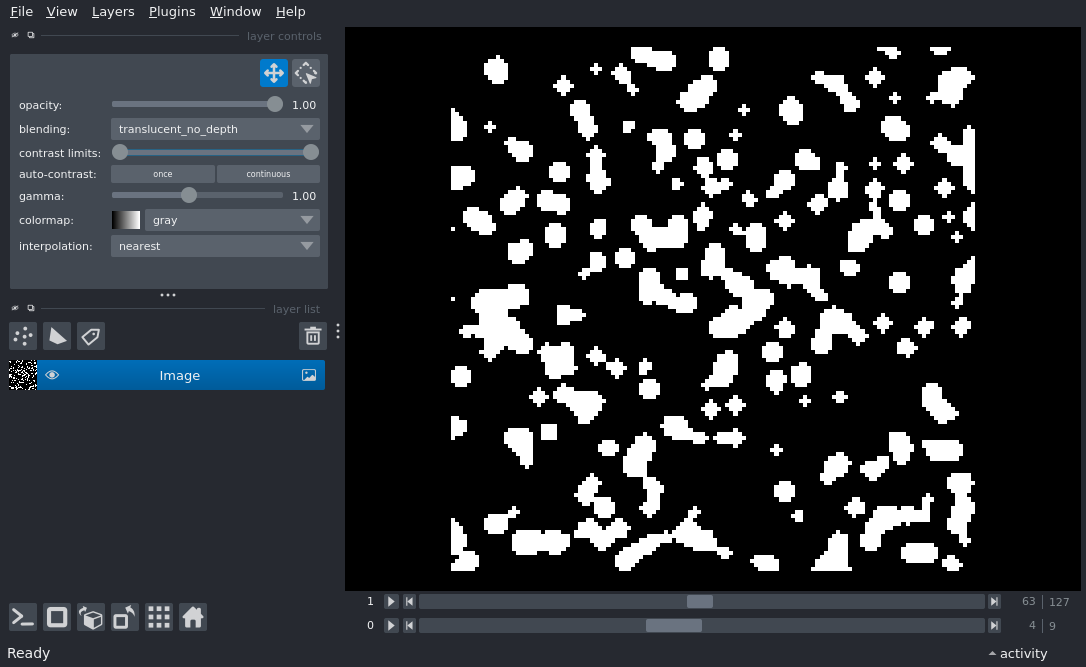 File View Layers Plugins Window Help
layer controls
opacity: 1.00
blending: translucent_no_depth
contrast limits:
auto-contrast: once continuous
gamma: 1.00
colormap: gray
interpolation: nearest
layer list
Image
1 63 127
0 4 9
Ready activity